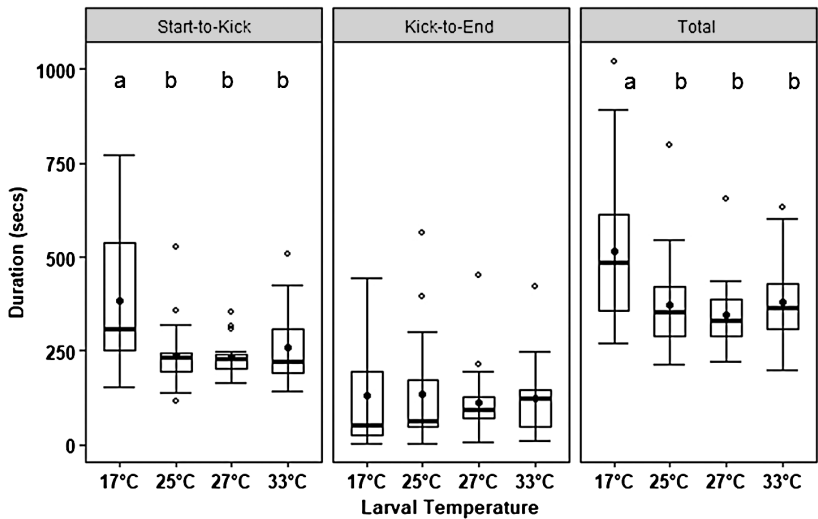 Start-to-Kick Kick-to-End Total
1000
a b b b
a b b b
750
500
250
0
Duration (secs)
17°C 25°C 27°C 33°C 17°C 25°C 27°C 33°C 17°C 25°C 27°C 33°C
Larval Temperature